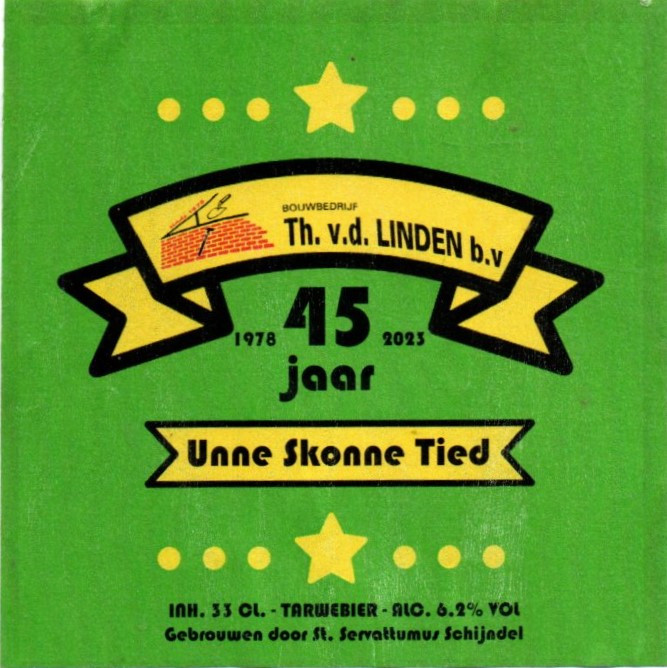 BOUWBEDRIJF
Th. v.d. LINDEN b.v
1978 45 2023
jaar
Unne Skonne Tied
INH. 33 CL. - TARWEBIER - ALC. 6.2% VOL
Gebrouwen door St. Servattumus Schijndel